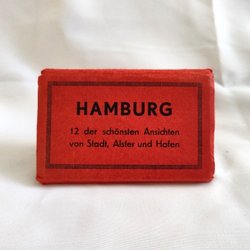 HAMBURG
12 der schönsten Ansichten
von Stadt, Alster und Hafen